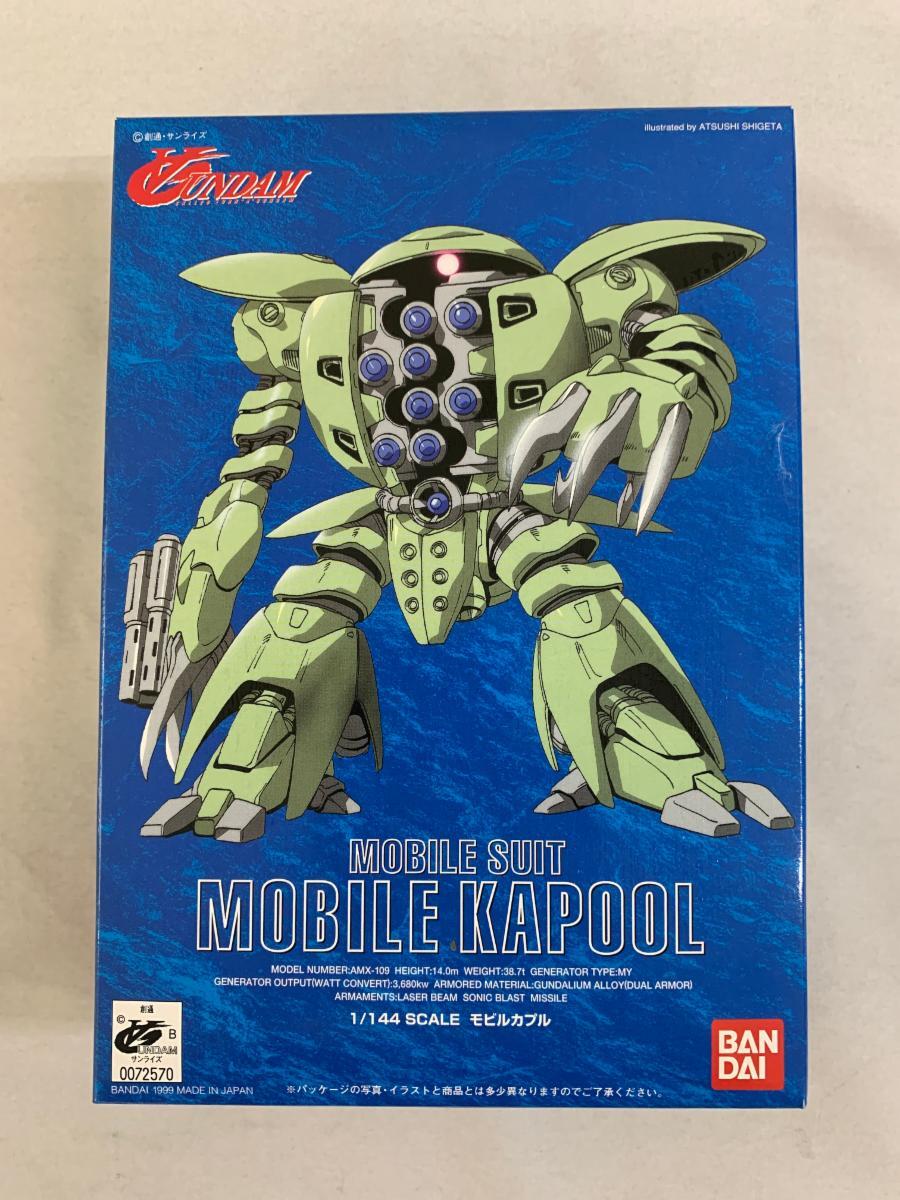 ©創通・サンライズ
illustrated by ATSUSHI SHIGETA
∀GUNDAM
CALLED TURN "A" GUNDAM
MOBILE SUIT
MOBILE KAPOOL
MODEL NUMBER:AMX-109 HEIGHT:14.0m WEIGHT:38.7t GENERATOR TYPE:MY
GENERATOR OUTPUT(WATT CONVERT):3,680kw ARMORED MATERIAL:GUNDALIUM ALLOY(DUAL ARMOR)
ARMAMENTS:LASER BEAM SONIC BLAST MISSILE
1/144 SCALE モビルカプル
創通
© ∀GUNDAM B
サンライズ
0072570
BAN
DAI
BANDAI 1999 MADE IN JAPAN
※パッケージの写真・イラストと商品とは多少異なりますのでご了承ください。